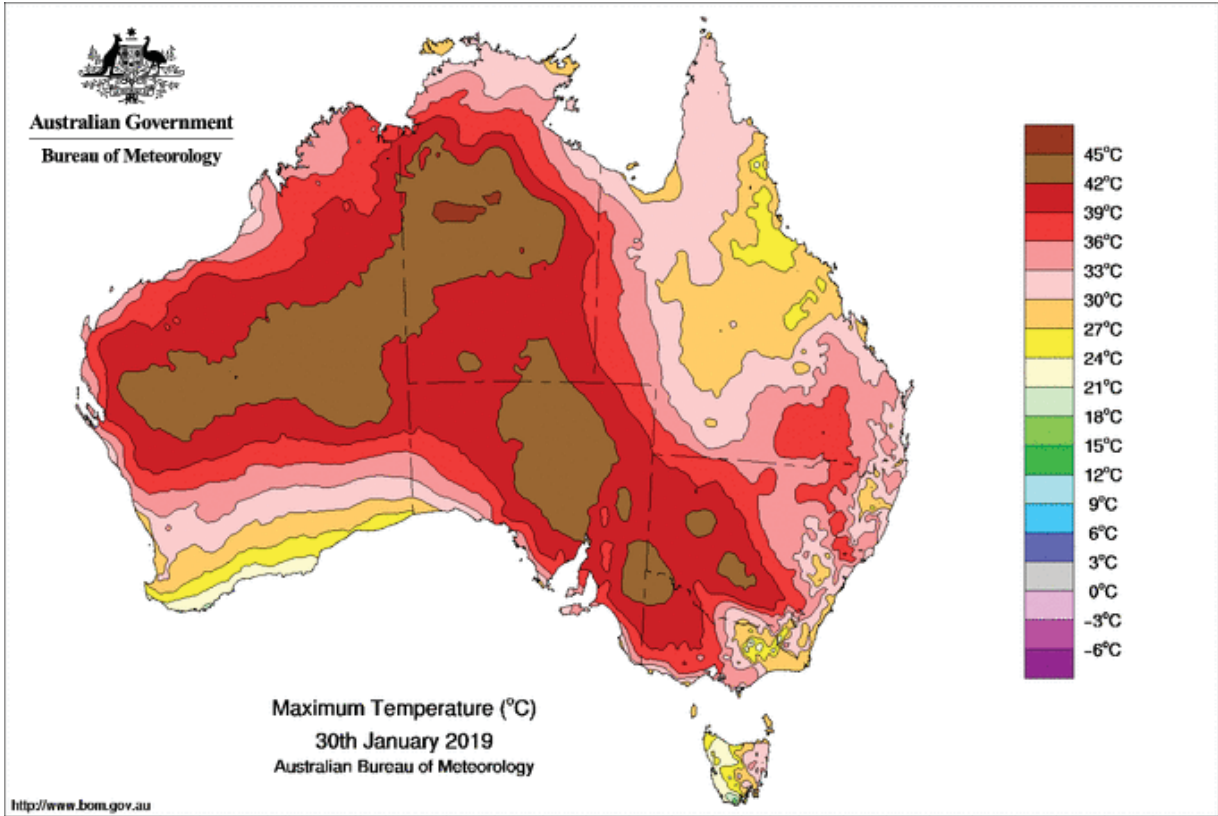 Australian Government
Bureau of Meteorology
45°C
42°C
39°C
36°C
33°C
30°C
27°C
24°C
21°C
18°C
15°C
12°C
9°C
6°C
3°C
0°C
-3°C
-6°C
Maximum Temperature (°C)
30th January 2019
Australian Bureau of Meteorology
http://www.bom.gov.au